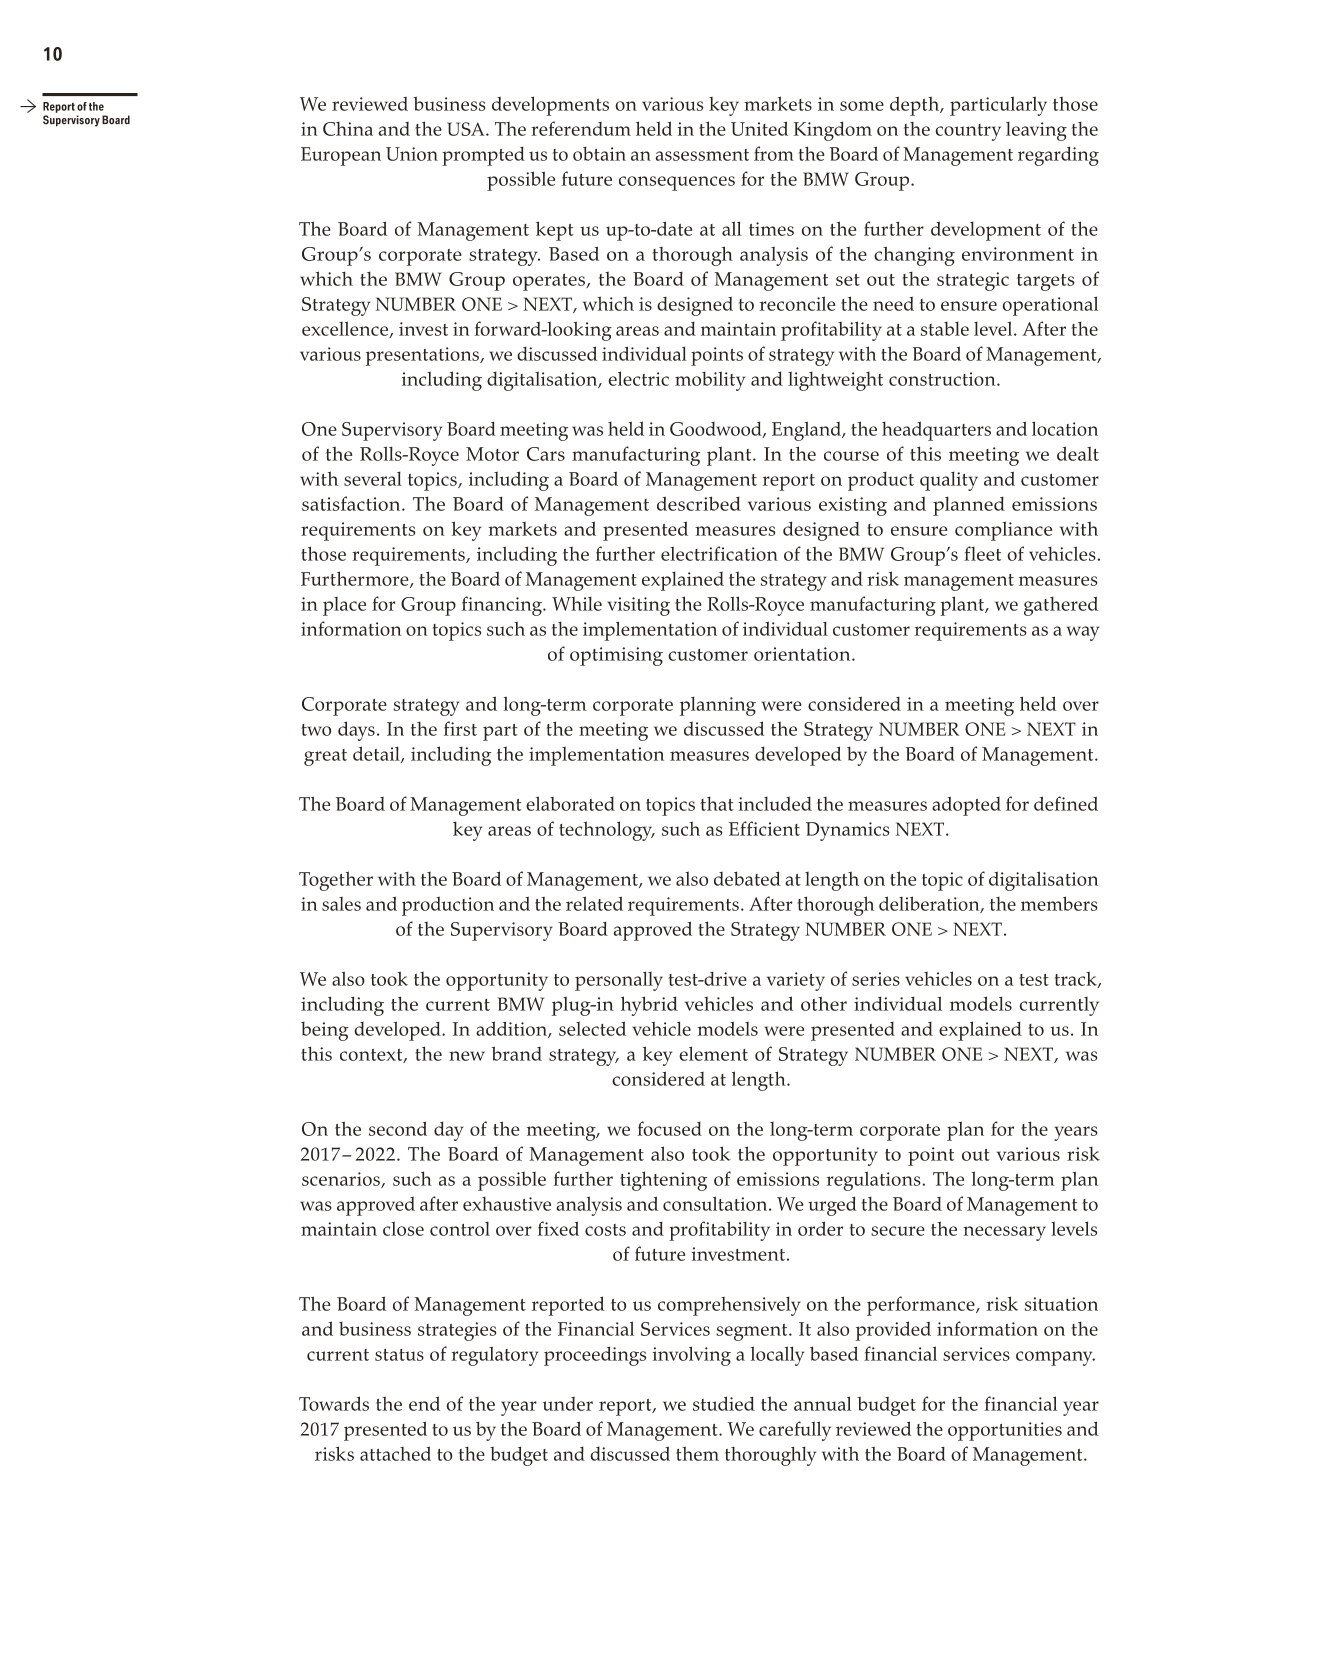 10
→ Report of the
Supervisory Board
We reviewed business developments on various key markets in some depth, particularly those
in China and the USA. The referendum held in the United Kingdom on the country leaving the
European Union prompted us to obtain an assessment from the Board of Management regarding
possible future consequences for the BMW Group.
The Board of Management kept us up-to-date at all times on the further development of the
Group’s corporate strategy. Based on a thorough analysis of the changing environment in
which the BMW Group operates, the Board of Management set out the strategic targets of
Strategy NUMBER ONE > NEXT, which is designed to reconcile the need to ensure operational
excellence, invest in forward-looking areas and maintain profitability at a stable level. After the
various presentations, we discussed individual points of strategy with the Board of Management,
including digitalisation, electric mobility and lightweight construction.
One Supervisory Board meeting was held in Goodwood, England, the headquarters and location
of the Rolls-Royce Motor Cars manufacturing plant. In the course of this meeting we dealt
with several topics, including a Board of Management report on product quality and customer
satisfaction. The Board of Management described various existing and planned emissions
requirements on key markets and presented measures designed to ensure compliance with
those requirements, including the further electrification of the BMW Group’s fleet of vehicles.
Furthermore, the Board of Management explained the strategy and risk management measures
in place for Group financing. While visiting the Rolls-Royce manufacturing plant, we gathered
information on topics such as the implementation of individual customer requirements as a way
of optimising customer orientation.
Corporate strategy and long-term corporate planning were considered in a meeting held over
two days. In the first part of the meeting we discussed the Strategy NUMBER ONE > NEXT in
great detail, including the implementation measures developed by the Board of Management.
The Board of Management elaborated on topics that included the measures adopted for defined
key areas of technology, such as Efficient Dynamics NEXT.
Together with the Board of Management, we also debated at length on the topic of digitalisation
in sales and production and the related requirements. After thorough deliberation, the members
of the Supervisory Board approved the Strategy NUMBER ONE > NEXT.
We also took the opportunity to personally test-drive a variety of series vehicles on a test track,
including the current BMW plug-in hybrid vehicles and other individual models currently
being developed. In addition, selected vehicle models were presented and explained to us. In
this context, the new brand strategy, a key element of Strategy NUMBER ONE > NEXT, was
considered at length.
On the second day of the meeting, we focused on the long-term corporate plan for the years
2017 – 2022. The Board of Management also took the opportunity to point out various risk
scenarios, such as a possible further tightening of emissions regulations. The long-term plan
was approved after exhaustive analysis and consultation. We urged the Board of Management to
maintain close control over fixed costs and profitability in order to secure the necessary levels
of future investment.
The Board of Management reported to us comprehensively on the performance, risk situation
and business strategies of the Financial Services segment. It also provided information on the
current status of regulatory proceedings involving a locally based financial services company.
Towards the end of the year under report, we studied the annual budget for the financial year
2017 presented to us by the Board of Management. We carefully reviewed the opportunities and
risks attached to the budget and discussed them thoroughly with the Board of Management.